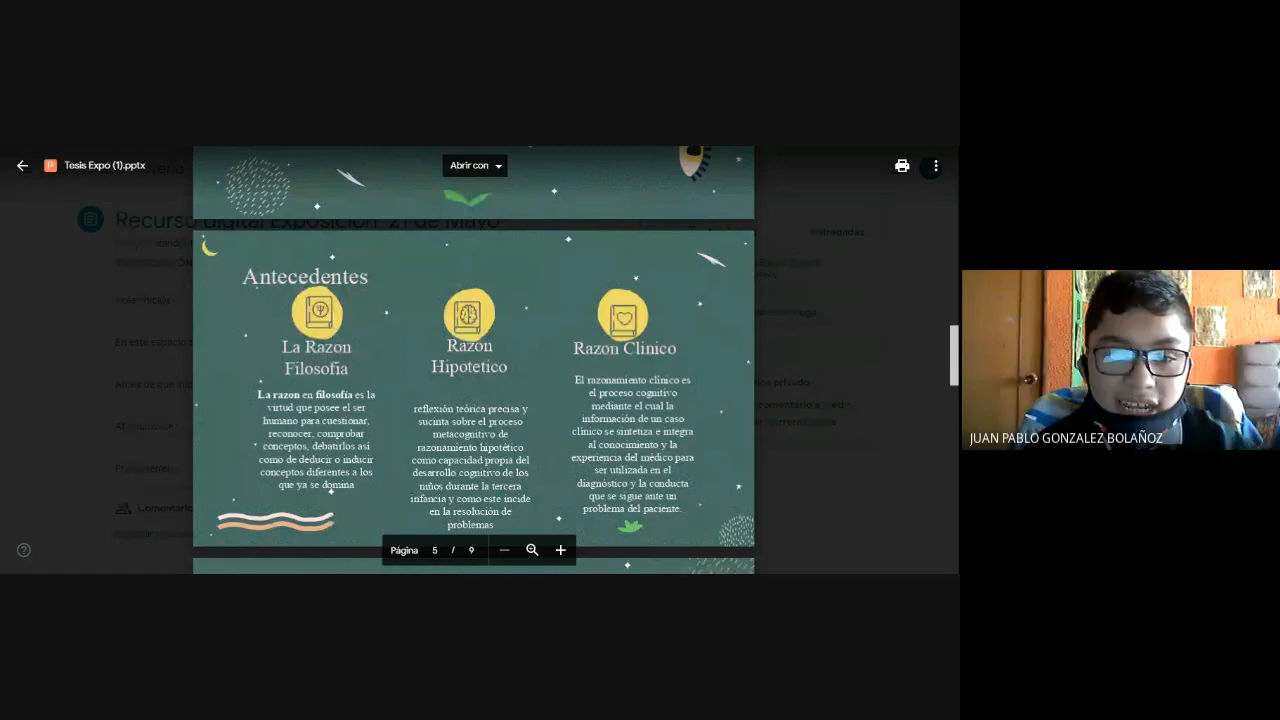 Tesis Expo (1).pptx
Abrir con
Recurso digital Exposición 21 de Mayo
Antecedentes
La Razon
Filosofia
La razon en filosofía es la
virtud que posee el ser
humano para cuestionar,
reconocer, comprobar
conceptos, debatirlos así
como de deducir o inducir
conceptos diferentes a los
que ya se domina
Razon
Hipotetico
reflexión teórica precisa y
sucinta sobre el proceso
metacognitivo de
razonamiento hipotético
como capacidad propia del
desarrollo cognitivo de los
niños durante la tercera
infancia y como este incide
en la resolución de
problemas
Razon Clinico
El razonamiento clínico es
el proceso cognitivo
mediante el cual la
información de un caso
clínico se sintetiza e integra
al conocimiento y la
experiencia del médico para
ser utilizada en el
diagnóstico y la conducta
que se sigue ante un
problema del paciente.
Página 5 / 9
JUAN PABLO GONZALEZ BOLAÑOZ